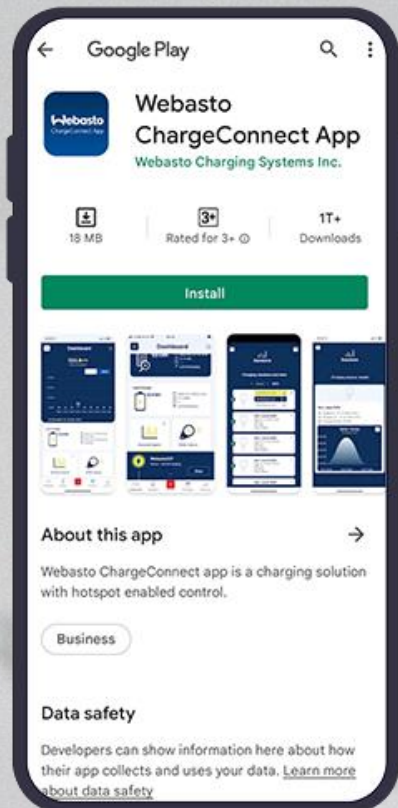 Google Play
Webasto
ChargeConnect App
Webasto
ChargeConnect App
Webasto Charging Systems Inc.
18 MB
3+
Rated for 3+
1T+
Downloads
Install
Dashboard
Dashboard
About this app
Webasto ChargeConnect app is a charging solution
with hotspot enabled control.
Business
Data safety
Developers can show information here about how
their app collects and uses your data. Learn more
about data safety